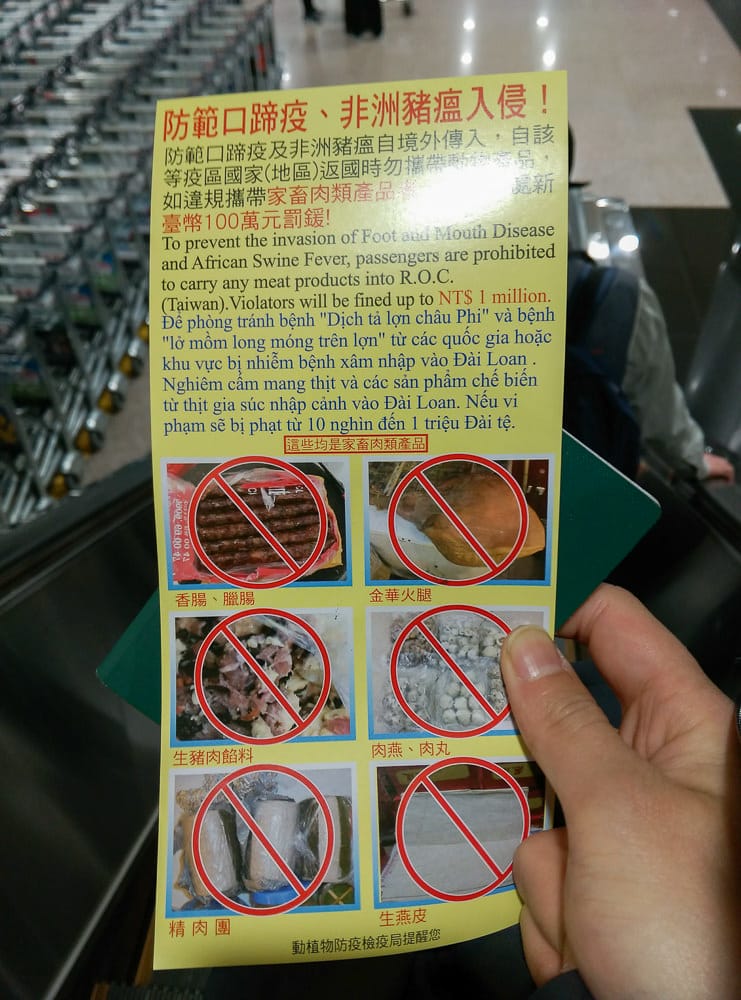 防範口蹄疫、非洲豬瘟入侵！
防範口蹄疫及非洲豬瘟自境外傳入，自該
等疫區國家(地區)返國時勿攜帶動物產品，
如違規攜帶家畜肉類產品 處新
臺幣100萬元罰鍰!
To prevent the invasion of Foot and Mouth Disease
and African Swine Fever, passengers are prohibited
to carry any meat products into R.O.C.
(Taiwan).Violators will be fined up to NT$ 1 million.
Để phòng tránh bệnh "Dịch tả lợn châu Phi" và bệnh
"lở mồm long móng trên lợn" từ các quốc gia hoặc
khu vực bị nhiễm bệnh xâm nhập vào Đài Loan .
Nghiêm cấm mang thịt và các sản phẩm chế biến
từ thịt gia súc nhập cảnh vào Đài Loan. Nếu vi
phạm sẽ bị phạt từ 10 nghìn đến 1 triệu Đài tệ.
這些均是家畜肉類產品
香腸、臘腸
金華火腿
生豬肉餡料
肉燕、肉丸
精肉團
生燕皮
動植物防疫檢疫局提醒您